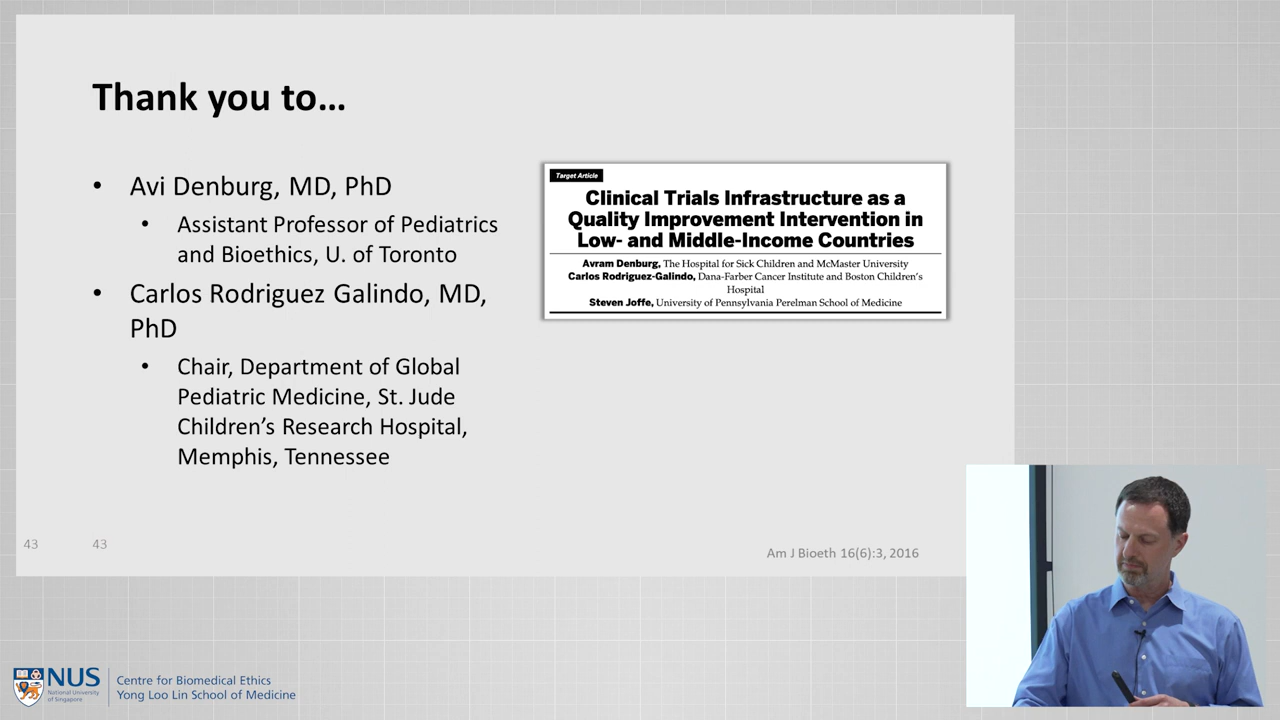 Thank you to…
• Avi Denburg, MD, PhD
• Assistant Professor of Pediatrics
and Bioethics, U. of Toronto
• Carlos Rodriguez Galindo, MD,
PhD
• Chair, Department of Global
Pediatric Medicine, St. Jude
Children’s Research Hospital,
Memphis, Tennessee
Target Article
Clinical Trials Infrastructure as a
Quality Improvement Intervention in
Low- and Middle-Income Countries
Avram Denburg, The Hospital for Sick Children and McMaster University
Carlos Rodriguez-Galindo, Dana-Farber Cancer Institute and Boston Children’s
Hospital
Steven Joffe, University of Pennsylvania Perelman School of Medicine
43
43
Am J Bioeth 16(6):3, 2016
NUS
National University
of Singapore
Centre for Biomedical Ethics
Yong Loo Lin School of Medicine